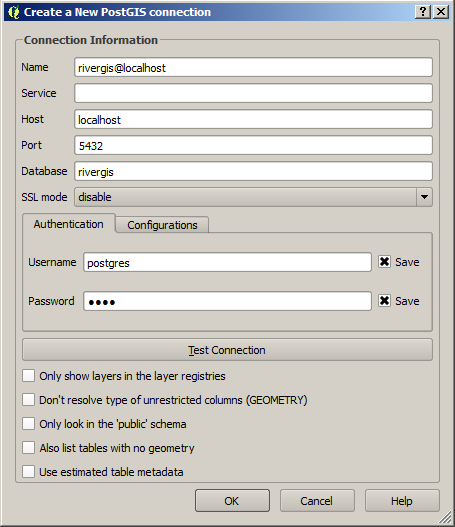 Create a New PostGIS connection
Connection Information
Name rivergis@localhost
Service
Host localhost
Port 5432
Database rivergis
SSL mode disable
Authentication Configurations
Username postgres Save
Password ●●●● Save
Test Connection
Only show layers in the layer registries
Don't resolve type of unrestricted columns (GEOMETRY)
Only look in the 'public' schema
Also list tables with no geometry
Use estimated table metadata
OK Cancel Help